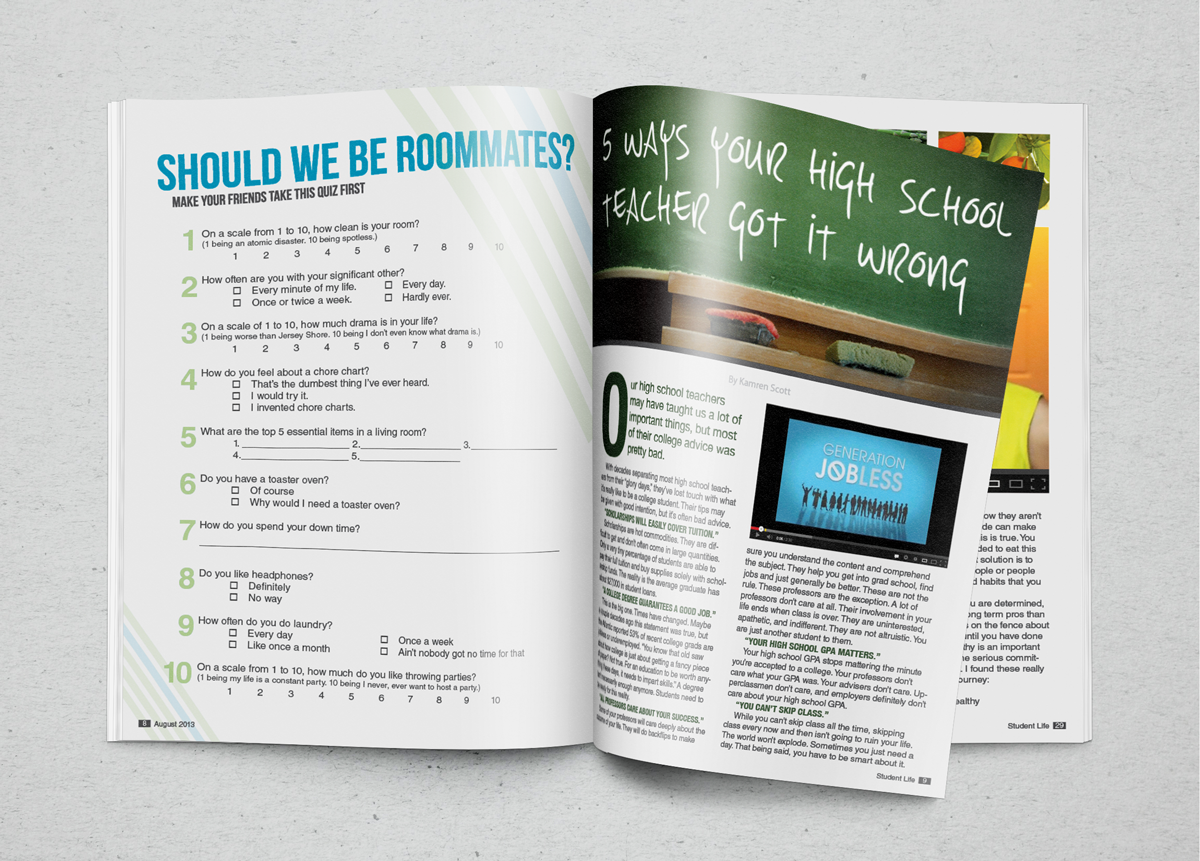 SHOULD WE BE ROOMMATES?
MAKE YOUR FRIENDS TAKE THIS QUIZ FIRST
1 On a scale from 1 to 10, how clean is your room?
(1 being an atomic disaster. 10 being spotless.)
1 2 3 4 5 6 7 8 9 10
2 How often are you with your significant other?
Every minute of my life. Every day.
Once or twice a week. Hardly ever.
3 On a scale of 1 to 10, how much drama is in your life?
(1 being worse than Jersey Shore. 10 being I don't even know what drama is.)
1 2 3 4 5 6 7 8 9 10
4 How do you feel about a chore chart?
That's the dumbest thing I've ever heard.
I would try it.
I invented chore charts.
5 What are the top 5 essential items in a living room?
1. 2. 3.
4. 5.
6 Do you have a toaster oven?
Of course
Why would I need a toaster oven?
7 How do you spend your down time?
8 Do you like headphones?
Definitely
No way
9 How often do you do laundry?
Every day Once a week
Like once a month Ain't nobody got no time for that
10 On a scale from 1 to 10, how much do you like throwing parties?
(1 being my life is a constant party. 10 being I never, ever want to host a party.)
1 2 3 4 5 6 7 8 9 10
8 August 2013
5 WAYS YOUR HIGH SCHOOL
TEACHER GOT IT WRONG
By Kamren Scott
Our high school teachers
may have taught us a lot of
important things, but most
of their college advice was
pretty bad.
With decades separating most high school teach-
ers from their "glory days," they've lost touch with what
it's really like to be a college student. Their tips may
be given with good intention, but it's often bad advice.
"SCHOLARSHIPS WILL EASILY COVER TUITION."
Scholarships are hot commodities. They are dif-
ficult to get and don't often come in large quantities.
Only a very tiny percentage of students are able to
pay their full tuition and buy supplies solely with schol-
arship funds. The reality is the average graduate has
about $27,000 in student loans.
"A COLLEGE DEGREE GUARANTEES A GOOD JOB."
This is the big one. Times have changed. Maybe
a couple decades ago this statement was true, but
reported 53% of recent college grads are
jobless or underemployed. "You know that old saw
about how college is just about getting a fancy piece
of paper? Not true. For an education to be worth any-
thing these days, it needs to impart skills." A degree
isn't necessarily enough anymore. Students need to
for this reality.
"ALL PROFESSORS CARE ABOUT YOUR SUCCESS."
Some of your professors will care deeply about the
of your life. They will do backflips to make
GENERATION
JOBLESS
sure you understand the content and comprehend
the subject. They help you get into grad school, find
jobs and just generally be better. These are not the
rule. These professors are the exception. A lot of
professors don't care at all. Their involvement in your
life ends when class is over. They are uninterested,
apathetic, and indifferent. They are not altruistic. You
are just another student to them.
"YOUR HIGH SCHOOL GPA MATTERS."
Your high school GPA stops mattering the minute
you're accepted to a college. Your professors don't
care what your GPA was. Your advisers don't care. Up-
perclassmen don't care, and employers definitely don't
care about your high school GPA.
"YOU CAN'T SKIP CLASS."
While you can't skip class all the time, skipping
class every now and then isn't going to ruin your life.
The world won't explode. Sometimes you just need a
day. That being said, you have to be smart about it.
Student Life 9
ow they aren't
de can make
is is true. You
ded to eat this
solution is to
ople or people
d habits that you
u are determined,
ong term pros than
s on the fence about
until you have done
thy is an important
ne serious commit-
. I found these really
ourney:
ealthy
Student Life 29